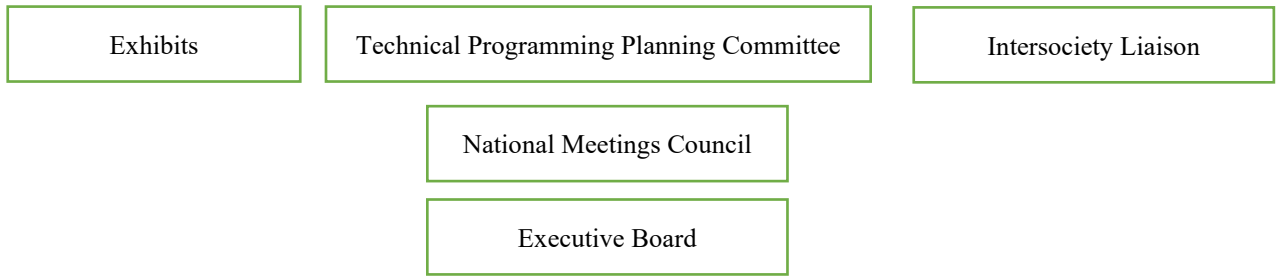 Exhibits
Technical Programming Planning Committee
Intersociety Liaison
National Meetings Council
Executive Board